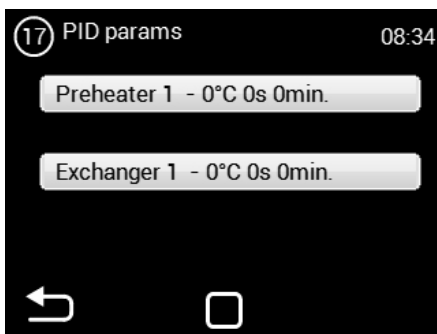 17 PID params 08:34
Preheater 1 - 0°C 0s 0min.
Exchanger 1 - 0°C 0s 0min.